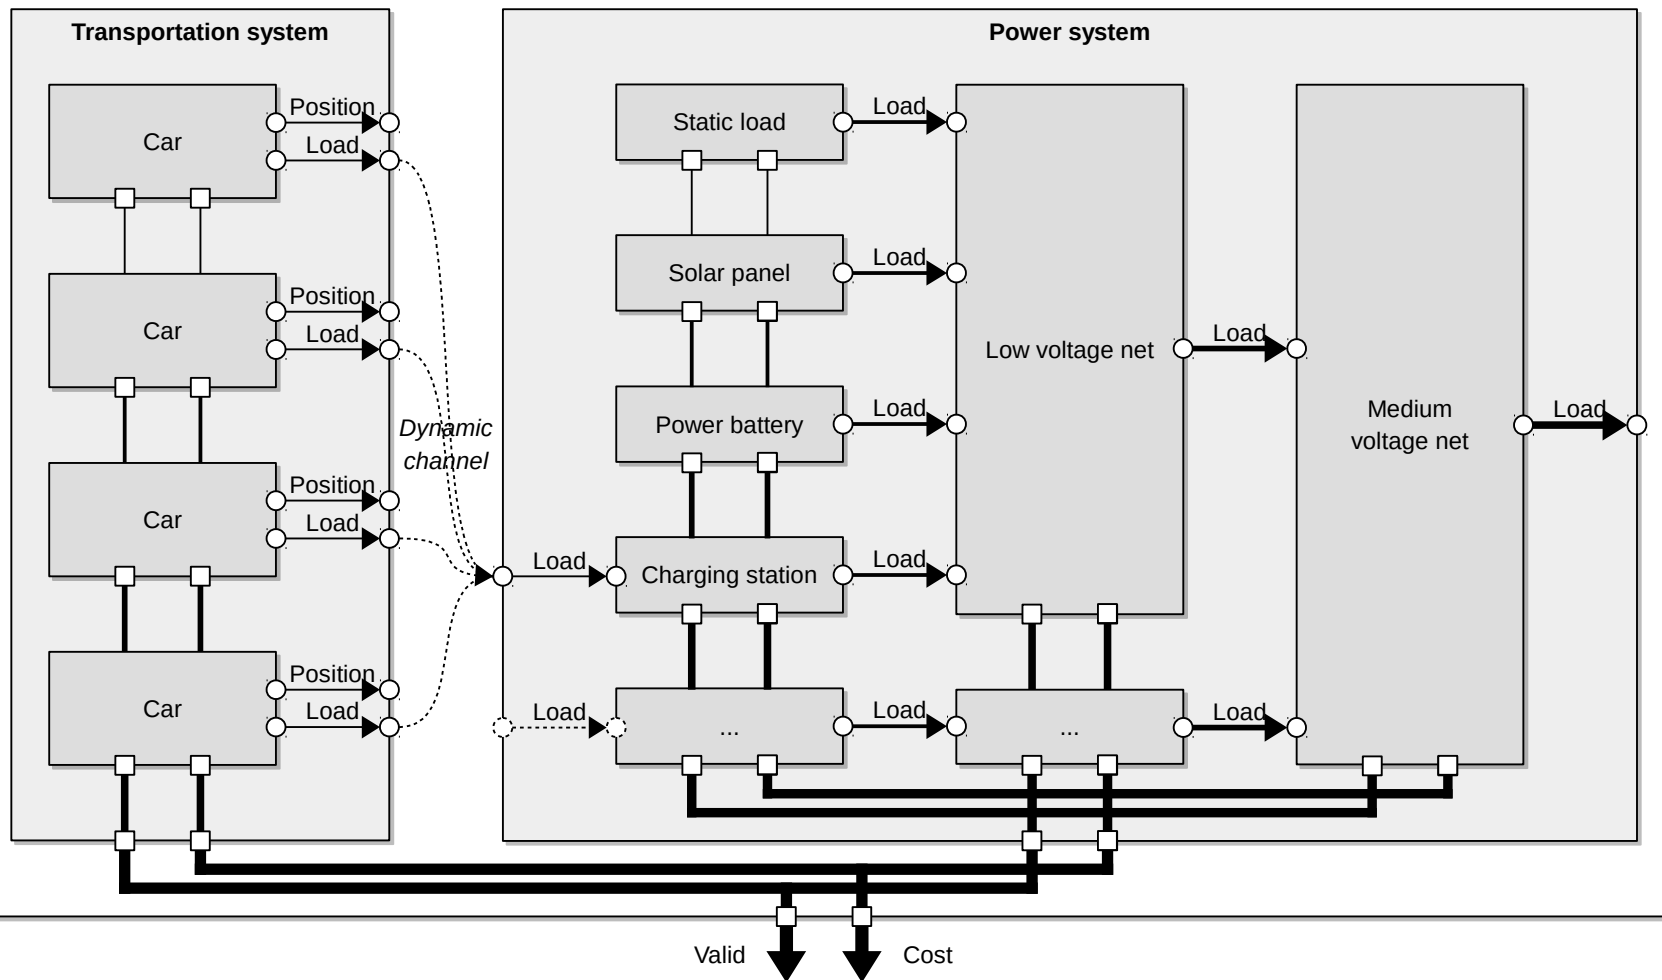 Transportation system
Power system
Position
Load
Car
Position
Load
Car
Position
Load
Car
Position
Load
Car
Dynamic
channel
Load
Load
Static load
Load
Solar panel
Load
Power battery
Load
Charging station
Load
...
Load
Low voltage net
Load
...
Load
Medium
voltage net
Load
Valid
Cost